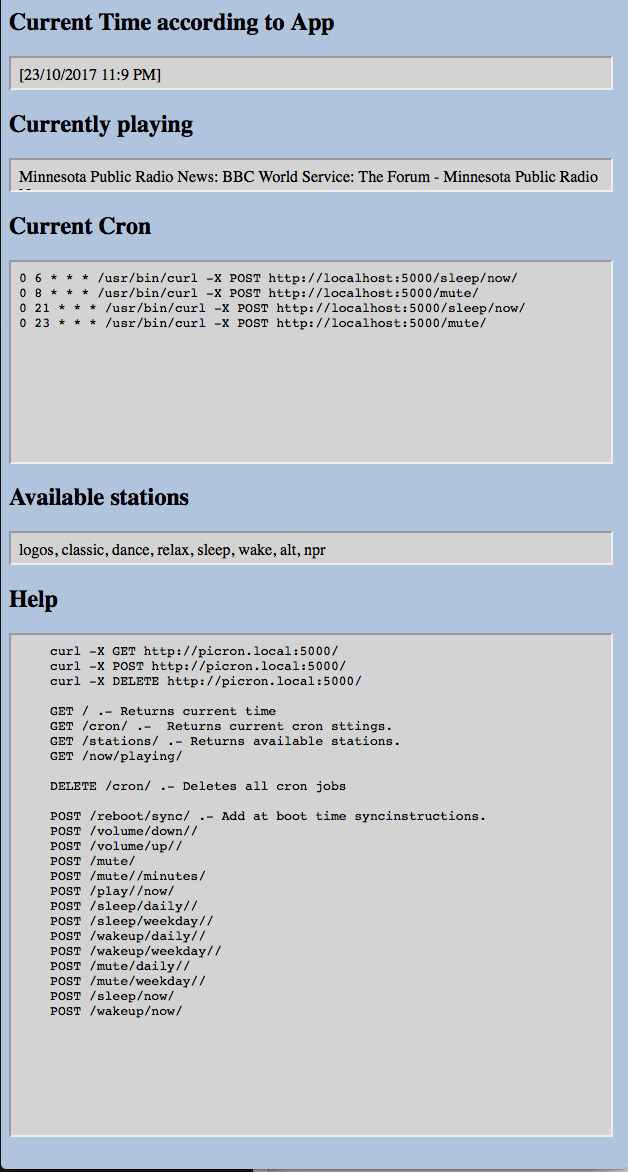 Current Time according to App
[23/10/2017 11:9 PM]
Currently playing
Minnesota Public Radio News: BBC World Service: The Forum - Minnesota Public Radio
Current Cron
0 6 * * * /usr/bin/curl -X POST http://localhost:5000/sleep/now/
0 8 * * * /usr/bin/curl -X POST http://localhost:5000/mute/
0 21 * * * /usr/bin/curl -X POST http://localhost:5000/sleep/now/
0 23 * * * /usr/bin/curl -X POST http://localhost:5000/mute/
Available stations
logos, classic, dance, relax, sleep, wake, alt, npr
Help
curl -X GET http://picron.local:5000/
curl -X POST http://picron.local:5000/
curl -X DELETE http://picron.local:5000/
GET / .- Returns current time
GET /cron/ .-  Returns current cron sttings.
GET /stations/ .- Returns available stations.
GET /now/playing/
DELETE /cron/ .- Deletes all cron jobs
POST /reboot/sync/ .- Add at boot time syncinstructions.
POST /volume/down//
POST /volume/up//
POST /mute/
POST /mute//minutes/
POST /play//now/
POST /sleep/daily//
POST /sleep/weekday//
POST /wakeup/daily//
POST /wakeup/weekday//
POST /mute/daily//
POST /mute/weekday//
POST /sleep/now/
POST /wakeup/now/